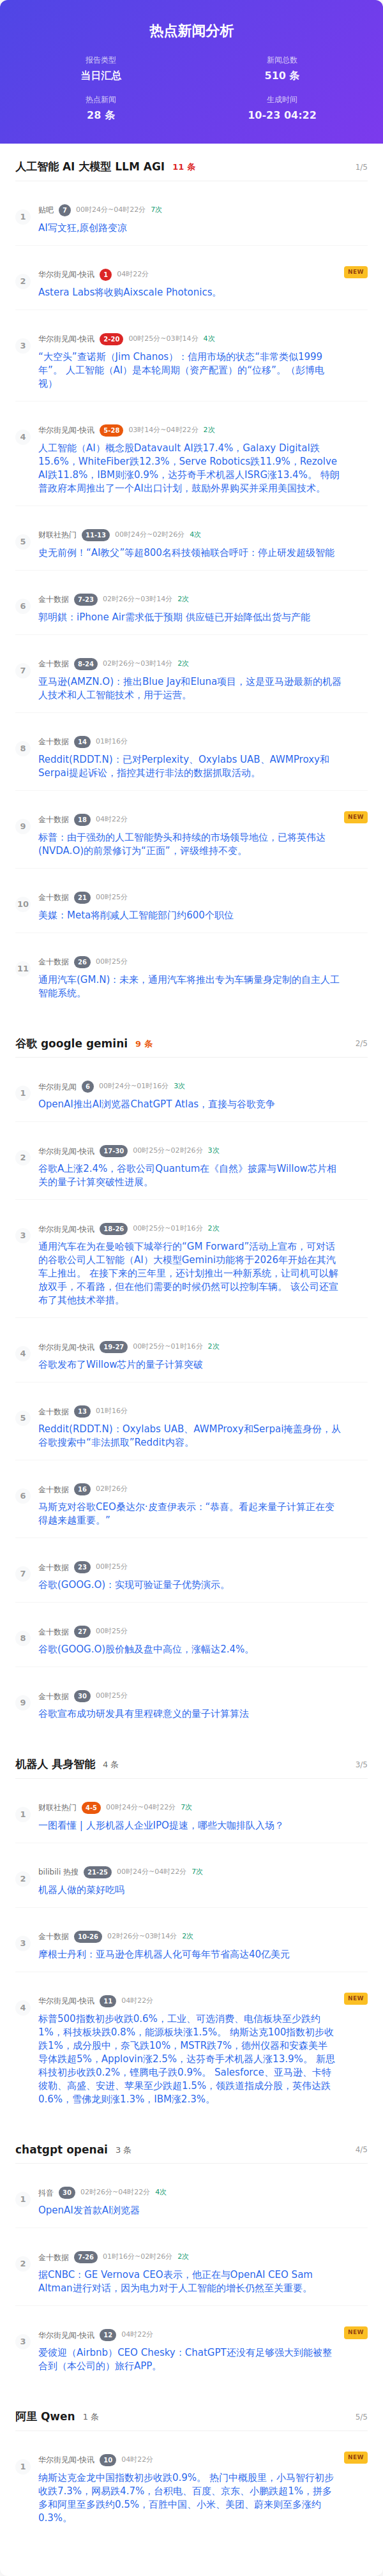 热点新闻分析
报告类型
当日汇总
新闻总数
510 条
热点新闻
28 条
生成时间
10-23 04:22
人工智能 AI 大模型 LLM AGI 11 条 1/5
1
贴吧 7 00时24分~04时22分 7次
AI写文狂,原创路变凉
2
华尔街见闻-快讯 1 04时22分 NEW
Astera Labs将收购Aixscale Photonics。
3
华尔街见闻-快讯 2-20 00时25分~03时14分 4次
“大空头”查诺斯（Jim Chanos）：信用市场的状态“非常类似1999
年”。 人工智能（AI）是本轮周期（资产配置）的“位移”。（彭博电
视）
4
华尔街见闻-快讯 5-28 03时14分~04时22分 2次
人工智能（AI）概念股Datavault AI跌17.4%，Galaxy Digital跌
15.6%，WhiteFiber跌12.3%，Serve Robotics跌11.9%，Rezolve
AI跌11.8%，IBM则涨0.9%，达芬奇手术机器人ISRG涨13.4%。 特朗
普政府本周推出了一个AI出口计划，鼓励外界购买并采用美国技术。
5
财联社热门 11-13 00时24分~02时26分 4次
史无前例！“AI教父”等超800名科技领袖联合呼吁：停止研发超级智能
6
金十数据 7-23 02时26分~03时14分 2次
郭明錤：iPhone Air需求低于预期 供应链已开始降低出货与产能
7
金十数据 8-24 02时26分~03时14分 2次
亚马逊(AMZN.O)：推出Blue Jay和Eluna项目，这是亚马逊最新的机器
人技术和人工智能技术，用于运营。
8
金十数据 14 01时16分
Reddit(RDDT.N)：已对Perplexity、Oxylabs UAB、AWMProxy和
Serpai提起诉讼，指控其进行非法的数据抓取活动。
9
金十数据 18 04时22分 NEW
标普：由于强劲的人工智能势头和持续的市场领导地位，已将英伟达
(NVDA.O)的前景修订为“正面”，评级维持不变。
10
金十数据 21 00时25分
美媒：Meta将削减人工智能部门约600个职位
11
金十数据 26 00时25分
通用汽车(GM.N)：未来，通用汽车将推出专为车辆量身定制的自主人工
智能系统。
谷歌 google gemini 9 条 2/5
1
华尔街见闻 6 00时24分~01时16分 3次
OpenAI推出AI浏览器ChatGPT Atlas，直接与谷歌竞争
2
华尔街见闻-快讯 17-30 00时25分~02时26分 3次
谷歌A上涨2.4%，谷歌公司Quantum在《自然》披露与Willow芯片相
关的量子计算突破性进展。
3
华尔街见闻-快讯 18-26 00时25分~01时16分 2次
通用汽车在为在曼哈顿下城举行的“GM Forward”活动上宣布，可对话
的谷歌公司人工智能（AI）大模型Gemini功能将于2026年开始在其汽
车上推出。 在接下来的三年里，还计划推出一种新系统，让司机可以解
放双手，不看路，但在他们需要的时候仍然可以控制车辆。 该公司还宣
布了其他技术举措。
4
华尔街见闻-快讯 19-27 00时25分~01时16分 2次
谷歌发布了Willow芯片的量子计算突破
5
金十数据 13 01时16分
Reddit(RDDT.N)：Oxylabs UAB、AWMProxy和Serpai掩盖身份，从
谷歌搜索中“非法抓取”Reddit内容。
6
金十数据 16 02时26分
马斯克对谷歌CEO桑达尔·皮查伊表示：“恭喜。看起来量子计算正在变
得越来越重要。”
7
金十数据 23 00时25分
谷歌(GOOG.O)：实现可验证量子优势演示。
8
金十数据 27 00时25分
谷歌(GOOG.O)股价触及盘中高位，涨幅达2.4%。
9
金十数据 30 00时25分
谷歌宣布成功研发具有里程碑意义的量子计算算法
机器人 具身智能 4 条 3/5
1
财联社热门 4-5 00时24分~04时22分 7次
一图看懂 | 人形机器人企业IPO提速，哪些大咖排队入场？
2
bilibili 热搜 21-25 00时24分~04时22分 7次
机器人做的菜好吃吗
3
金十数据 10-26 02时26分~03时14分 2次
摩根士丹利：亚马逊仓库机器人化可每年节省高达40亿美元
4
华尔街见闻-快讯 11 04时22分 NEW
标普500指数初步收跌0.6%，工业、可选消费、电信板块至少跌约
1%，科技板块跌0.8%，能源板块涨1.5%。 纳斯达克100指数初步收
跌1%，成分股中，奈飞跌10%，MSTR跌7%，德州仪器和安森美半
导体跌超5%，Applovin涨2.5%，达芬奇手术机器人涨13.9%。 新思
科技初步收跌0.2%，铿腾电子跌0.9%。 Salesforce、亚马逊、卡特
彼勒、高盛、安进、苹果至少跌超1.5%，领跌道指成分股，英伟达跌
0.6%，雪佛龙则涨1.3%，IBM涨2.3%。
chatgpt openai 3 条 4/5
1
抖音 30 02时26分~04时22分 4次
OpenAI发首款AI浏览器
2
金十数据 7-26 01时16分~02时26分 2次
据CNBC：GE Vernova CEO表示，他正在与OpenAI CEO Sam
Altman进行对话，因为电力对于人工智能的增长仍然至关重要。
3
华尔街见闻-快讯 12 04时22分 NEW
爱彼迎（Airbnb）CEO Chesky：ChatGPT还没有足够强大到能被整
合到（本公司的）旅行APP。
阿里 Qwen 1 条 5/5
1
华尔街见闻-快讯 10 04时22分 NEW
纳斯达克金龙中国指数初步收跌0.9%。 热门中概股里，小马智行初步
收跌7.3%，网易跌4.7%，台积电、百度、京东、小鹏跌超1%，拼多
多和阿里至多跌约0.5%，百胜中国、小米、美团、蔚来则至多涨约
0.3%。